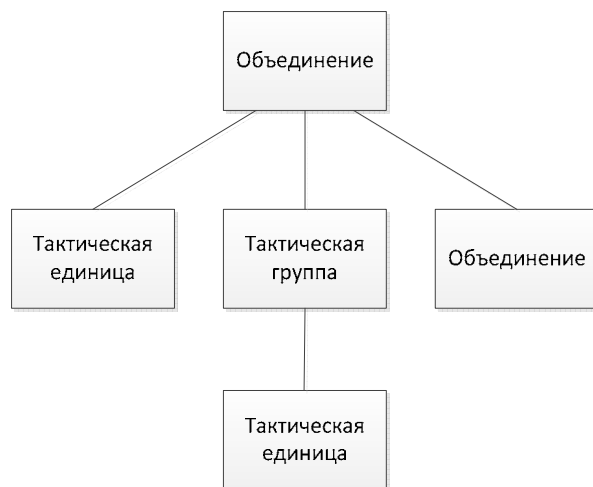 Объединение
Тактическая
единица
Тактическая
группа
Объединение
Тактическая
единица